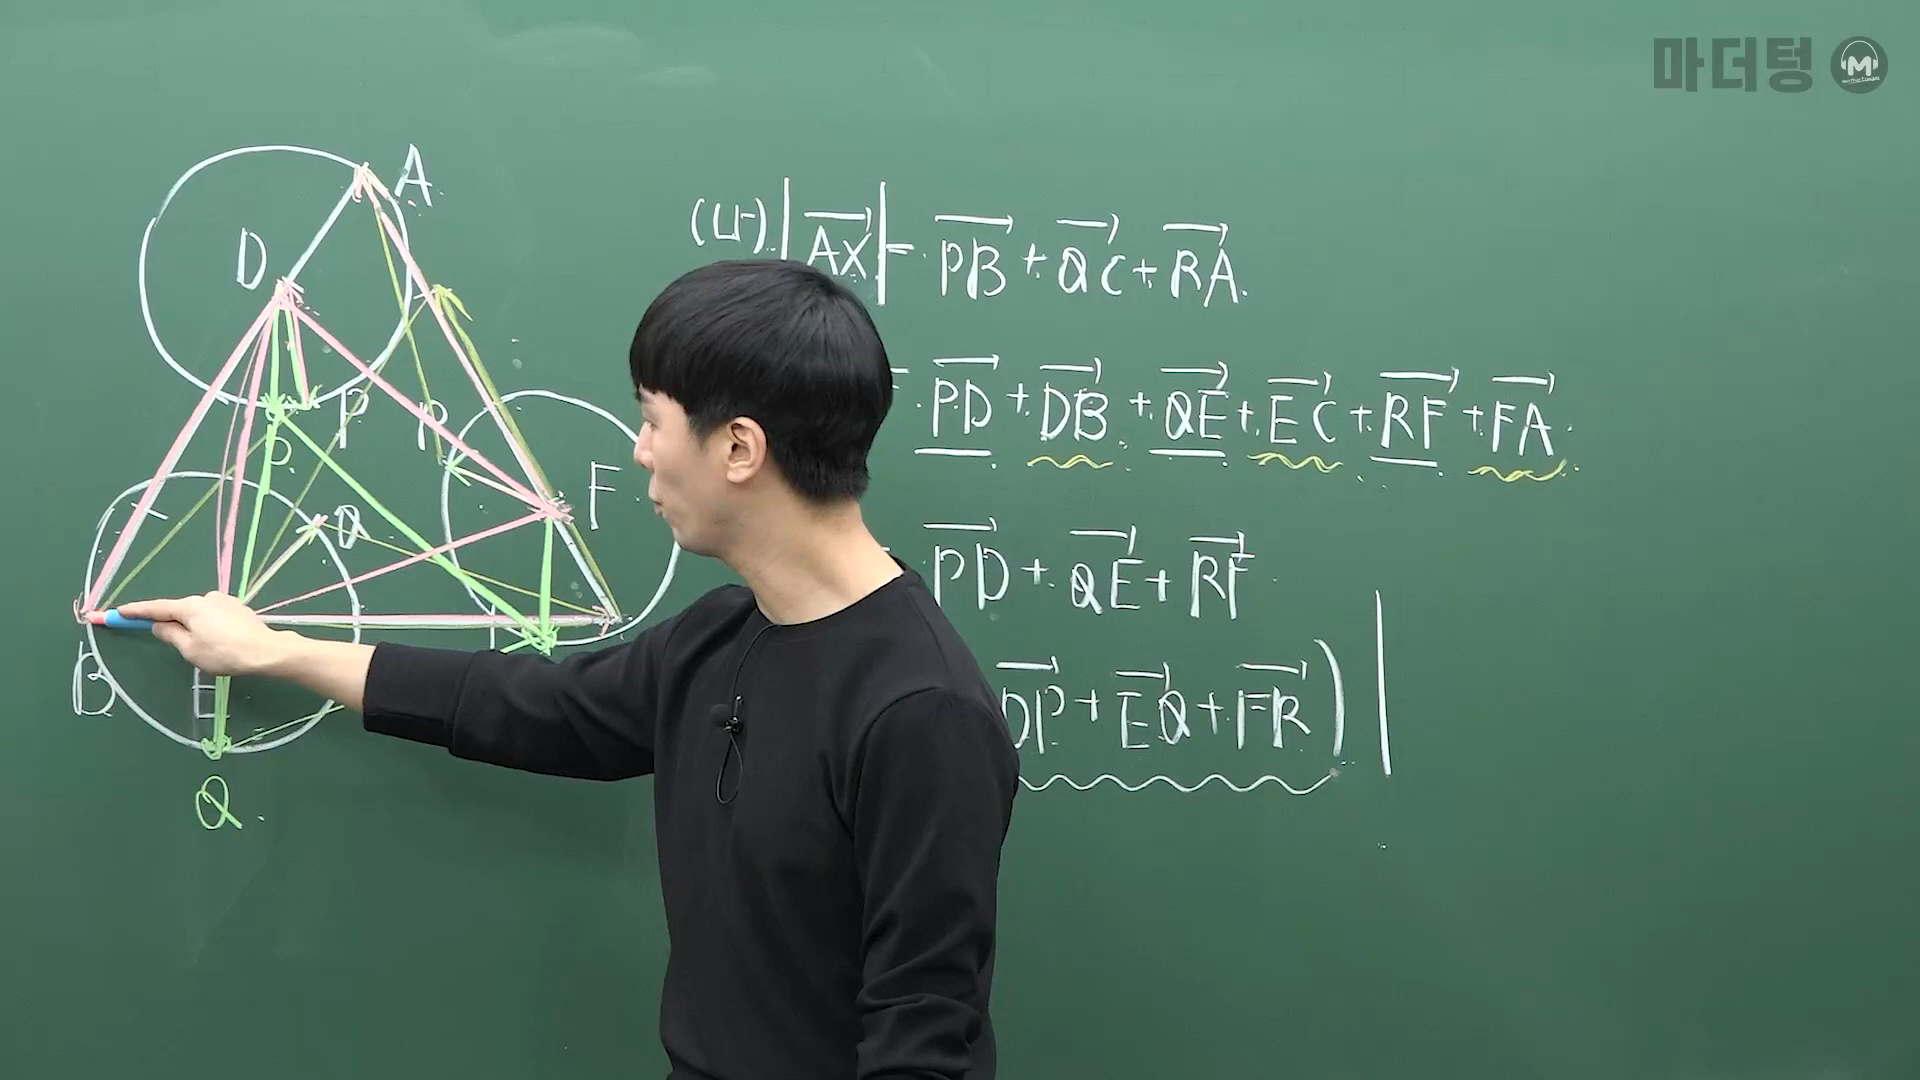 마더텅 M
A
D
(나) |AX| = PB + QC + RA
P R
PD + DB + QE + EC + RF + FA
F
Q
PD + QE + RF
B E
DP + EQ + FR) |
Q